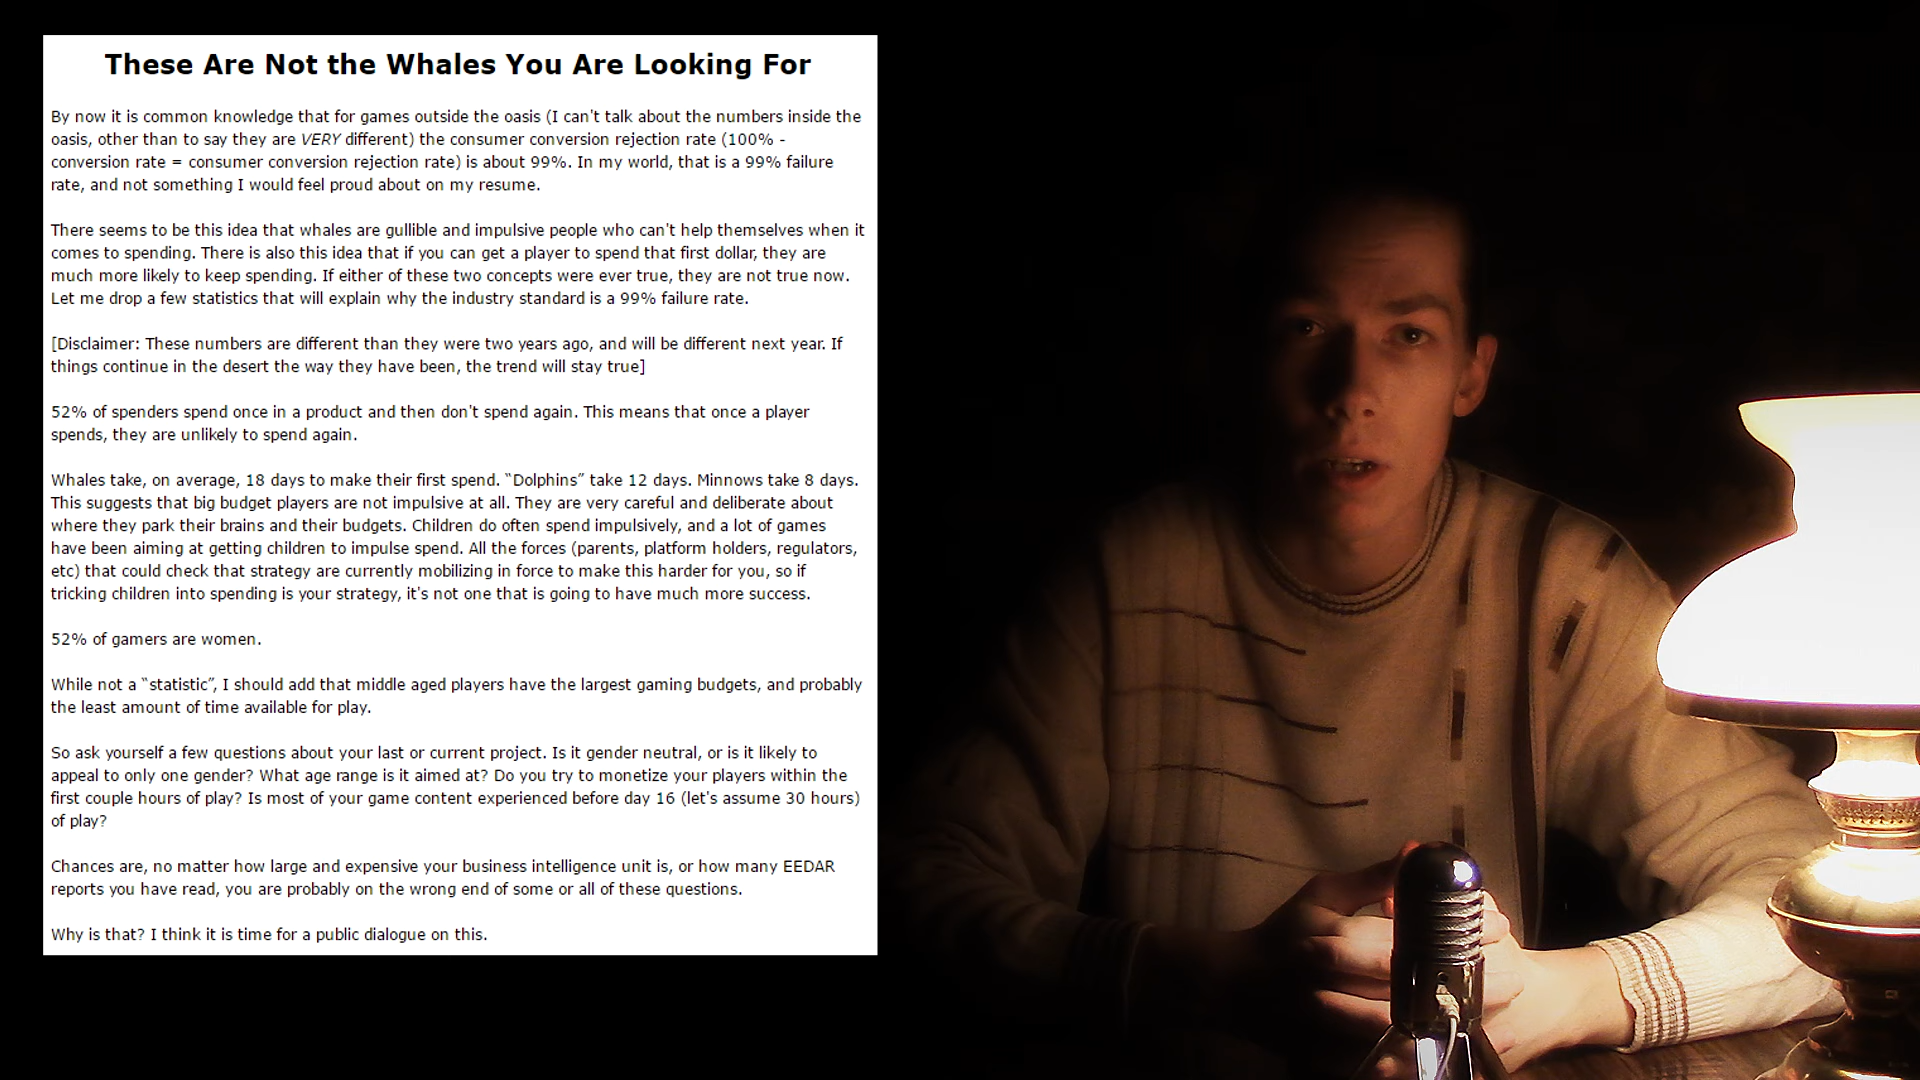 These Are Not the Whales You Are Looking For
By now it is common knowledge that for games outside the oasis (I can't talk about the numbers inside the
oasis, other than to say they are VERY different) the consumer conversion rejection rate (100% -
conversion rate = consumer conversion rejection rate) is about 99%. In my world, that is a 99% failure
rate, and not something I would feel proud about on my resume.
There seems to be this idea that whales are gullible and impulsive people who can't help themselves when it
comes to spending. There is also this idea that if you can get a player to spend that first dollar, they are
much more likely to keep spending. If either of these two concepts were ever true, they are not true now.
Let me drop a few statistics that will explain why the industry standard is a 99% failure rate.
[Disclaimer: These numbers are different than they were two years ago, and will be different next year. If
things continue in the desert the way they have been, the trend will stay true]
52% of spenders spend once in a product and then don't spend again. This means that once a player
spends, they are unlikely to spend again.
Whales take, on average, 18 days to make their first spend. “Dolphins” take 12 days. Minnows take 8 days.
This suggests that big budget players are not impulsive at all. They are very careful and deliberate about
where they park their brains and their budgets. Children do often spend impulsively, and a lot of games
have been aiming at getting children to impulse spend. All the forces (parents, platform holders, regulators,
etc) that could check that strategy are currently mobilizing in force to make this harder for you, so if
tricking children into spending is your strategy, it's not one that is going to have much more success.
52% of gamers are women.
While not a “statistic”, I should add that middle aged players have the largest gaming budgets, and probably
the least amount of time available for play.
So ask yourself a few questions about your last or current project. Is it gender neutral, or is it likely to
appeal to only one gender? What age range is it aimed at? Do you try to monetize your players within the
first couple hours of play? Is most of your game content experienced before day 16 (let's assume 30 hours)
of play?
Chances are, no matter how large and expensive your business intelligence unit is, or how many EEDAR
reports you have read, you are probably on the wrong end of some or all of these questions.
Why is that? I think it is time for a public dialogue on this.